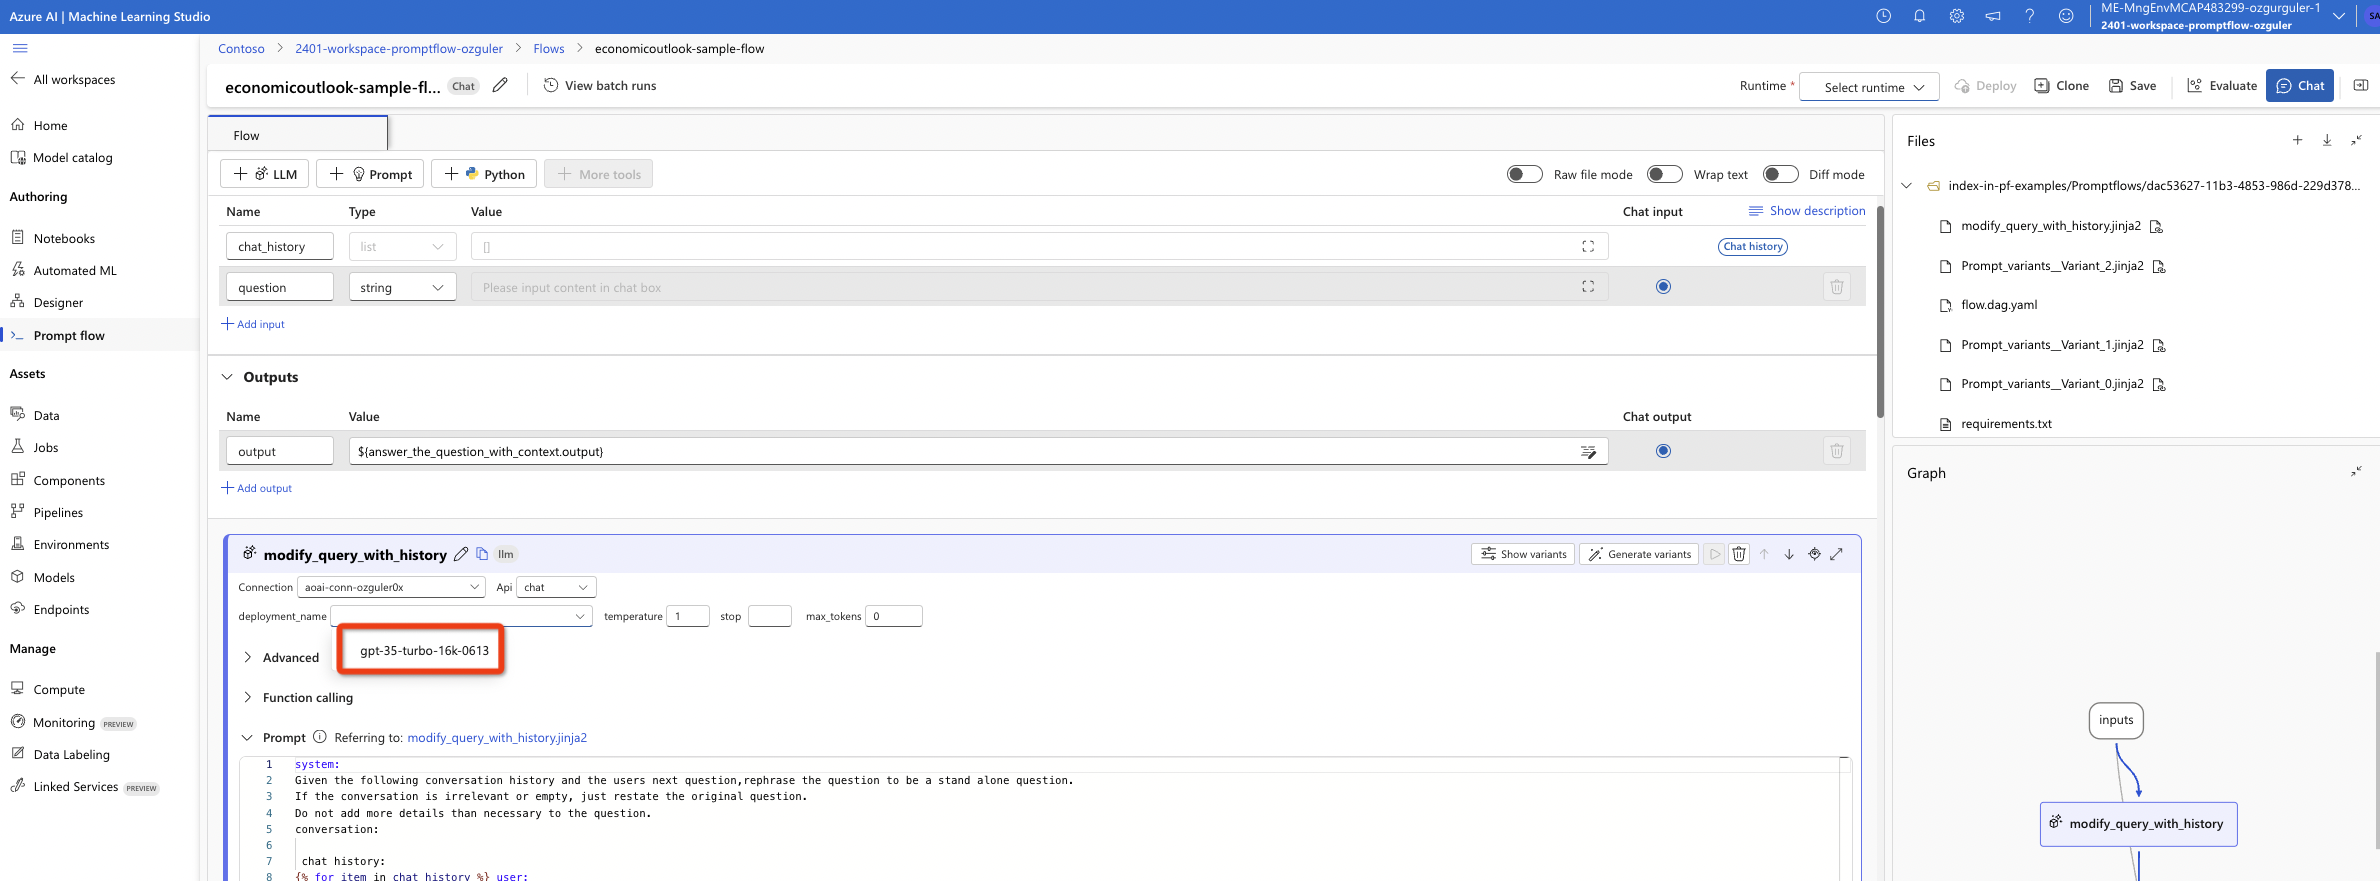 Azure AI | Machine Learning Studio
ME-MngEnvMCAP483299-ozgurguler-1
2401-workspace-promptflow-ozguler
SA
All workspaces
Home
Model catalog
Authoring
Notebooks
Automated ML
Designer
Prompt flow
Assets
Data
Jobs
Components
Pipelines
Environments
Models
Endpoints
Manage
Compute
Monitoring PREVIEW
Data Labeling
Linked Services PREVIEW
Contoso > 2401-workspace-promptflow-ozguler > Flows > economicoutlook-sample-flow
economicoutlook-sample-fl... Chat View batch runs
Runtime * Select runtime Deploy Clone Save Evaluate Chat
Flow
+ LLM + Prompt + Python + More tools
Raw file mode Wrap text Diff mode
Name Type Value Chat input Show description
chat_history list [] Chat history
question string Please input content in chat box
+ Add input
Outputs
Name Value Chat output
output ${answer_the_question_with_context.output}
+ Add output
modify_query_with_history llm Show variants Generate variants
Connection aoai-conn-ozguler0x Api chat
deployment_name temperature 1 stop max_tokens 0
gpt-35-turbo-16k-0613
Advanced
Function calling
Prompt Referring to: modify_query_with_history.jinja2
1 system:
2 Given the following conversation history and the users next question,rephrase the question to be a stand alone question.
3 If the conversation is irrelevant or empty, just restate the original question.
4 Do not add more details than necessary to the question.
5 conversation:
6
7 chat history:
8 {% for item in chat_history %} user:
Files
index-in-pf-examples/Promptflows/dac53627-11b3-4853-986d-229d378...
modify_query_with_history.jinja2
Prompt_variants__Variant_2.jinja2
flow.dag.yaml
Prompt_variants__Variant_1.jinja2
Prompt_variants__Variant_0.jinja2
requirements.txt
Graph
inputs
modify_query_with_history